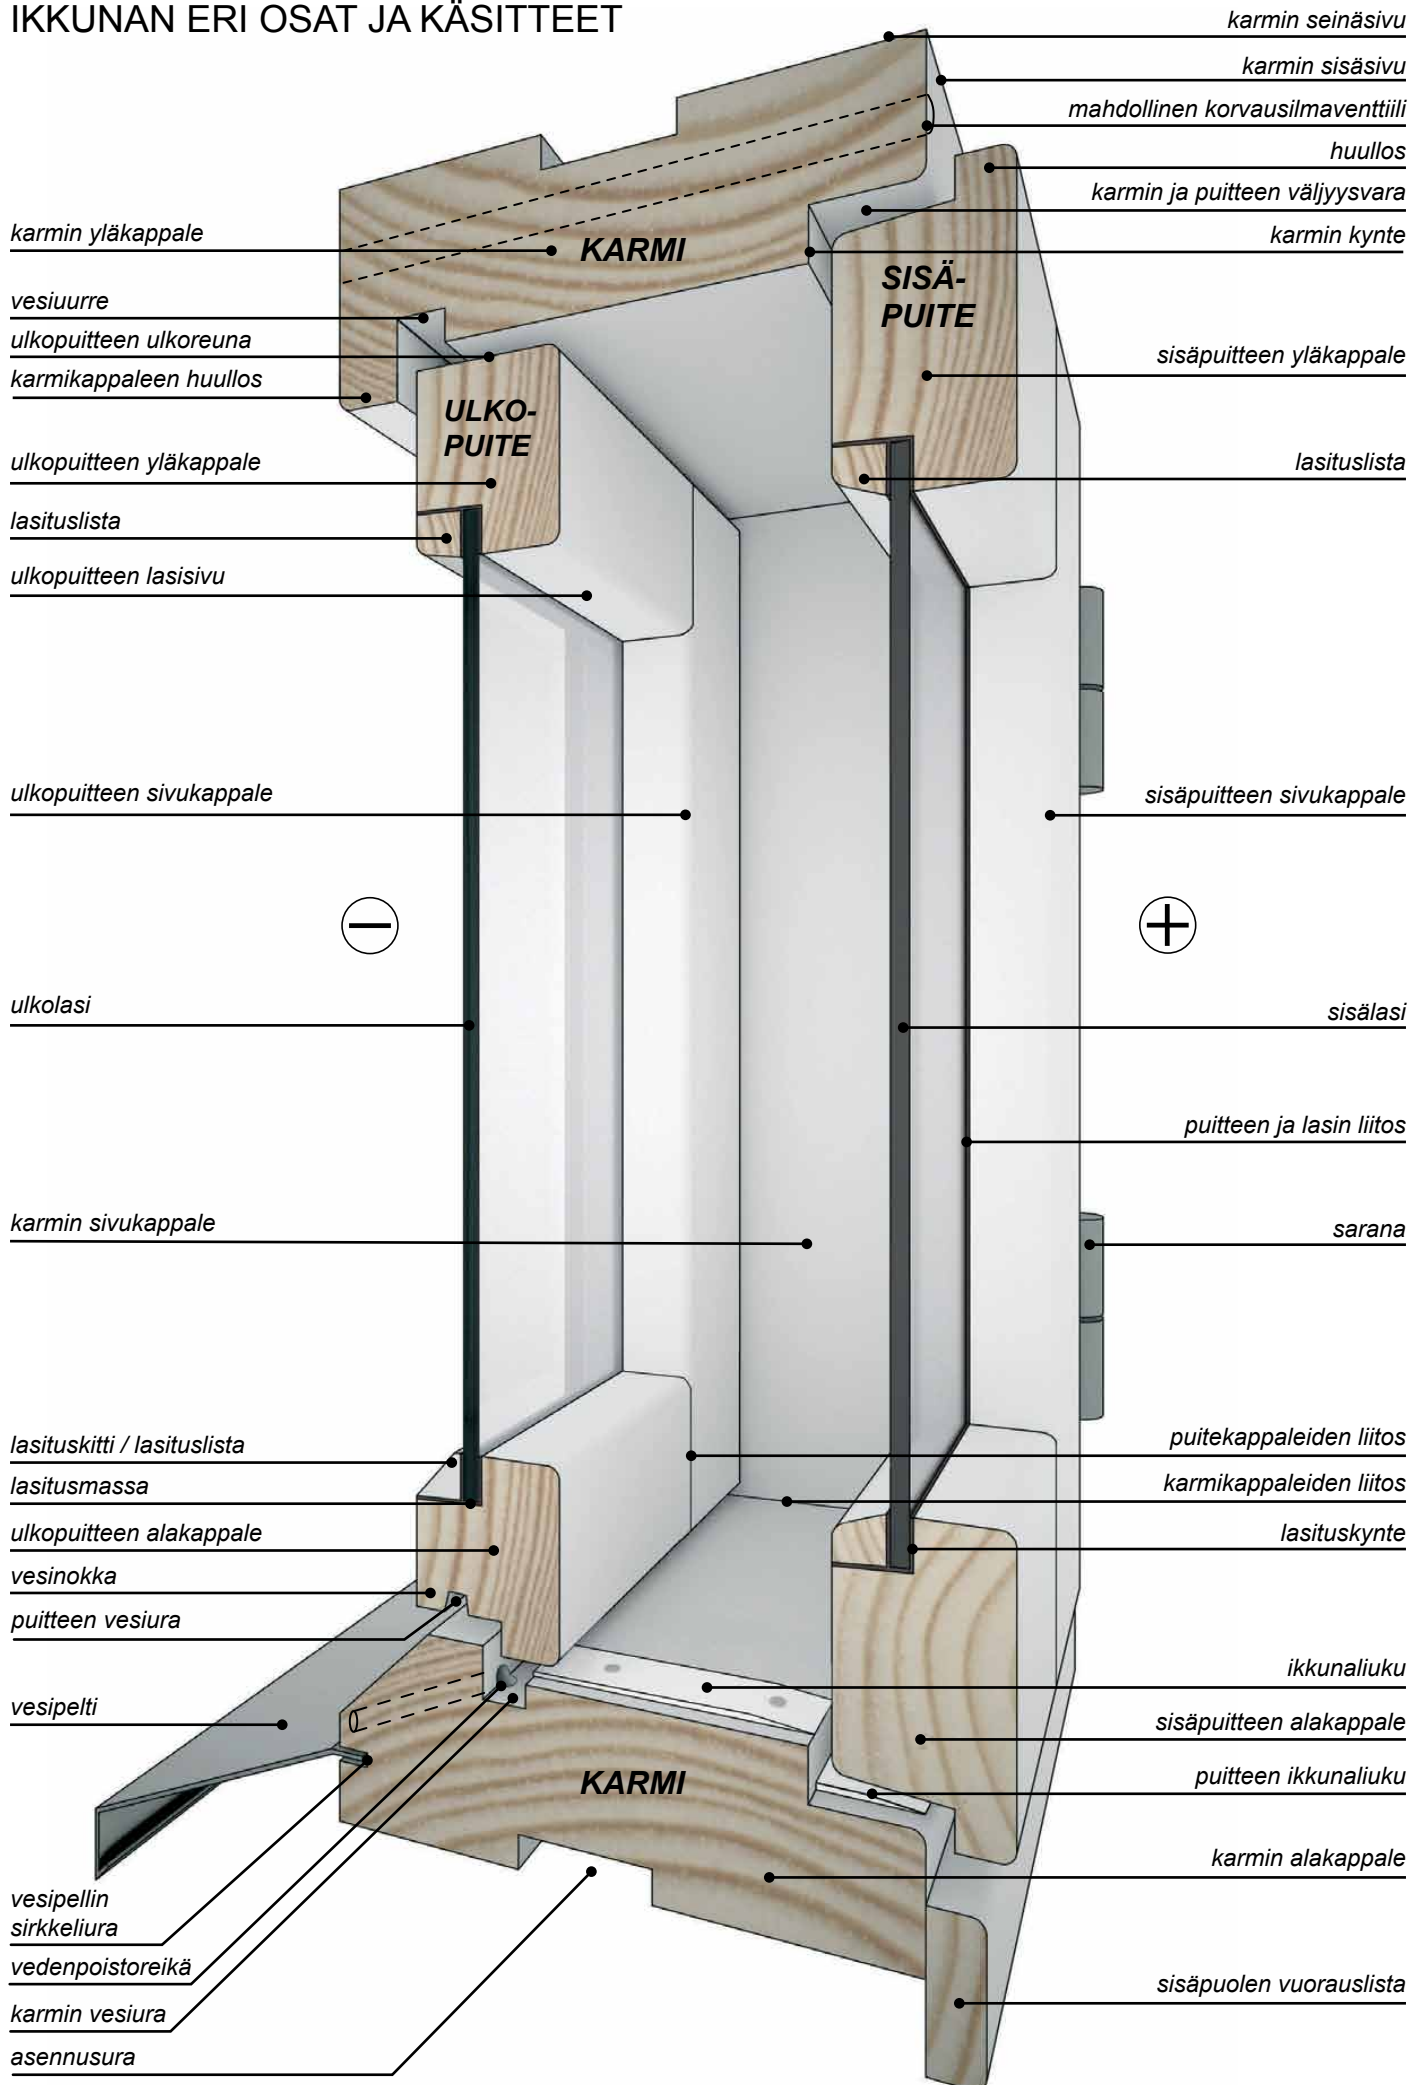 IKKUNAN ERI OSAT JA KÄSITTEET
karmin seinäsivu
karmin sisäsivu
mahdollinen korvausilmaventtiili
huullos
karmin ja puitteen väljyysvara
karmin kynte
karmin yläkappale
KARMI
SISÄ-
PUITE
vesiuurre
ulkopuitteen ulkoreuna
karmikappaleen huullos
sisäpuitteen yläkappale
ULKO-
PUITE
ulkopuitteen yläkappale
lasituslista
lasituslista
ulkopuitteen lasisivu
ulkopuitteen sivukappale
sisäpuitteen sivukappale
ulkolasi
sisälasi
puitteen ja lasin liitos
karmin sivukappale
sarana
lasituskitti / lasituslista
lasitusmassa
ulkopuitteen alakappale
vesinokka
puitteen vesiura
vesipelti
puitekappaleiden liitos
karmikappaleiden liitos
lasituskynte
ikkunaliuku
sisäpuitteen alakappale
puitteen ikkunaliuku
KARMI
karmin alakappale
vesipellin
sirkkeliura
vedenpoistoreikä
karmin vesiura
asennusura
sisäpuolen vuorauslista